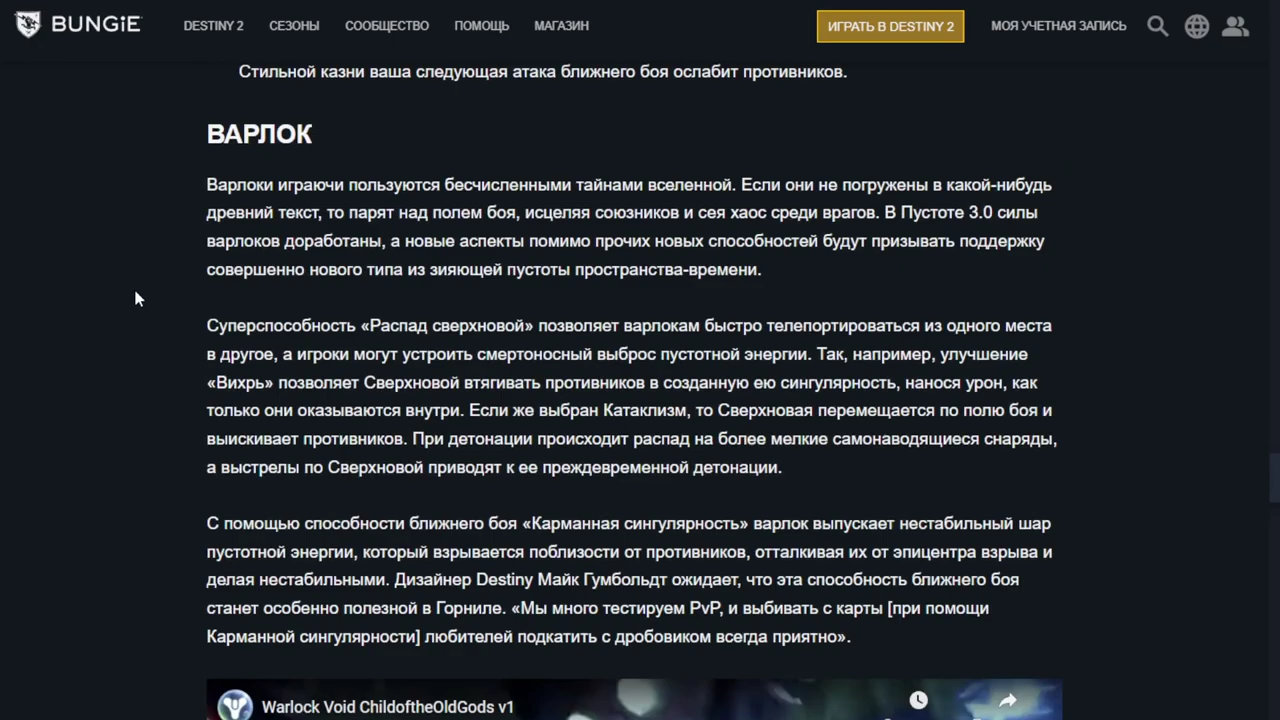 BUNGiE
DESTINY 2
СЕЗОНЫ
СООБЩЕСТВО
ПОМОЩЬ
МАГАЗИН
ИГРАТЬ В DESTINY 2
МОЯ УЧЕТНАЯ ЗАПИСЬ
Стильной казни ваша следующая атака ближнего боя ослабит противников.
ВАРЛОК
Варлоки играючи пользуются бесчисленными тайнами вселенной. Если они не погружены в какой-нибудь
древний текст, то парят над полем боя, исцеляя союзников и сея хаос среди врагов. В Пустоте 3.0 силы
варлоков доработаны, а новые аспекты помимо прочих новых способностей будут призывать поддержку
совершенно нового типа из зияющей пустоты пространства-времени.
Суперспособность «Распад сверхновой» позволяет варлокам быстро телепортироваться из одного места
в другое, а игроки могут устроить смертоносный выброс пустотной энергии. Так, например, улучшение
«Вихрь» позволяет Сверхновой втягивать противников в созданную ею сингулярность, нанося урон, как
только они оказываются внутри. Если же выбран Катаклизм, то Сверхновая перемещается по полю боя и
выискивает противников. При детонации происходит распад на более мелкие самонаводящиеся снаряды,
а выстрелы по Сверхновой приводят к ее преждевременной детонации.
С помощью способности ближнего боя «Карманная сингулярность» варлок выпускает нестабильный шар
пустотной энергии, который взрывается поблизости от противников, отталкивая их от эпицентра взрыва и
делая нестабильными. Дизайнер Destiny Майк Гумбольдт ожидает, что эта способность ближнего боя
станет особенно полезной в Горниле. «Мы много тестируем PvP, и выбивать с карты [при помощи
Карманной сингулярности] любителей подкатить с дробовиком всегда приятно».
Warlock Void ChildoftheOldGods v1